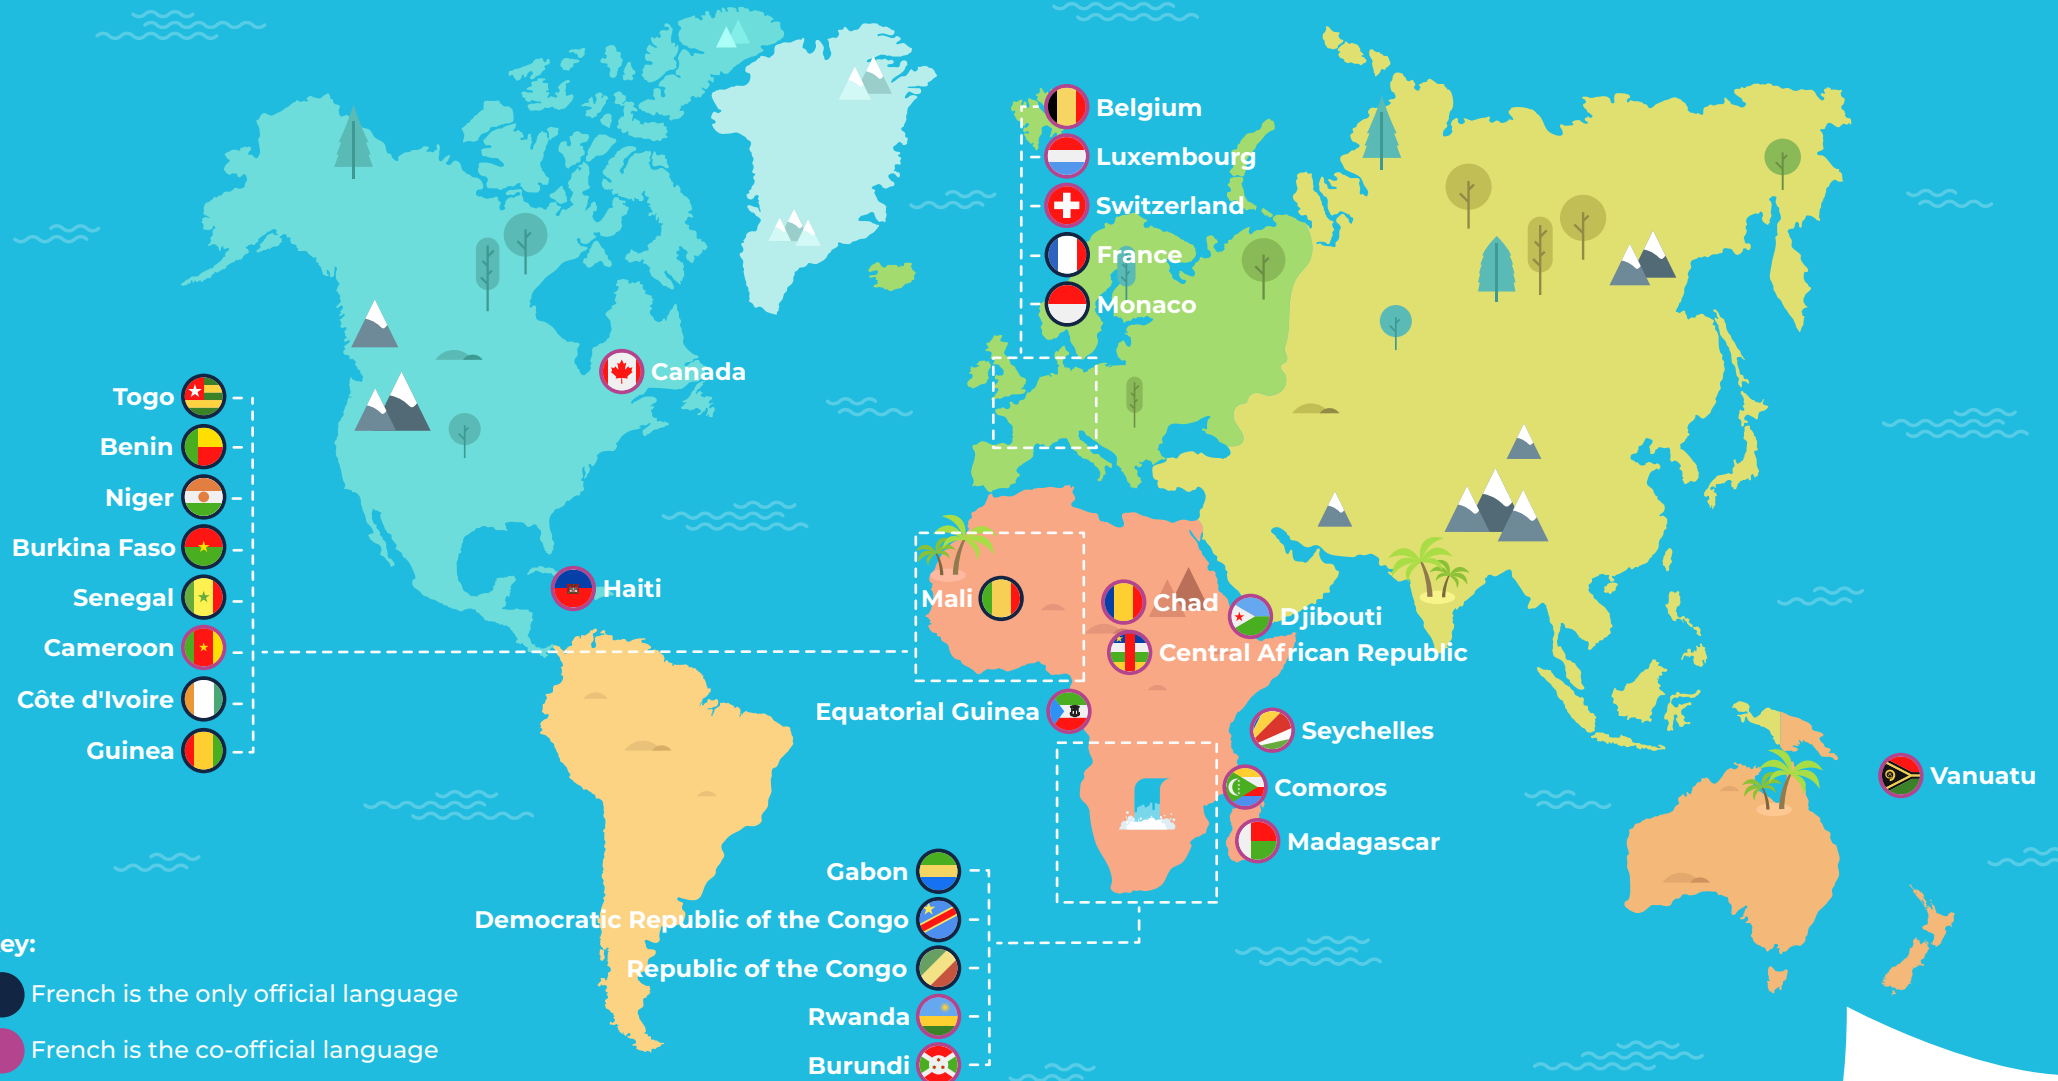 Belgium
Luxembourg
Switzerland
France
Monaco
Canada
Togo
Benin
Niger
Burkina Faso
Senegal
Cameroon
Côte d'Ivoire
Guinea
Haiti
Mali
Chad
Djibouti
Central African Republic
Equatorial Guinea
Seychelles
Comoros
Madagascar
Vanuatu
Gabon
Democratic Republic of the Congo
Republic of the Congo
Rwanda
Burundi
ey:
French is the only official language
French is the co-official language